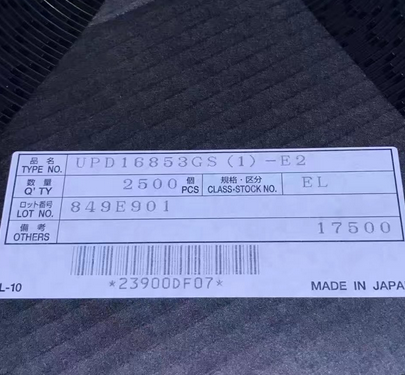 品名 TYPE NO. UPD16853GS(1)-E2
数量 Q'TY 2500 個 PCS 規格・区分 CLASS・STOCK NO. EL
ロット番号 LOT NO. 849E901
備考 OTHERS 17500
*23900DF07*
L-10 MADE IN JAPA